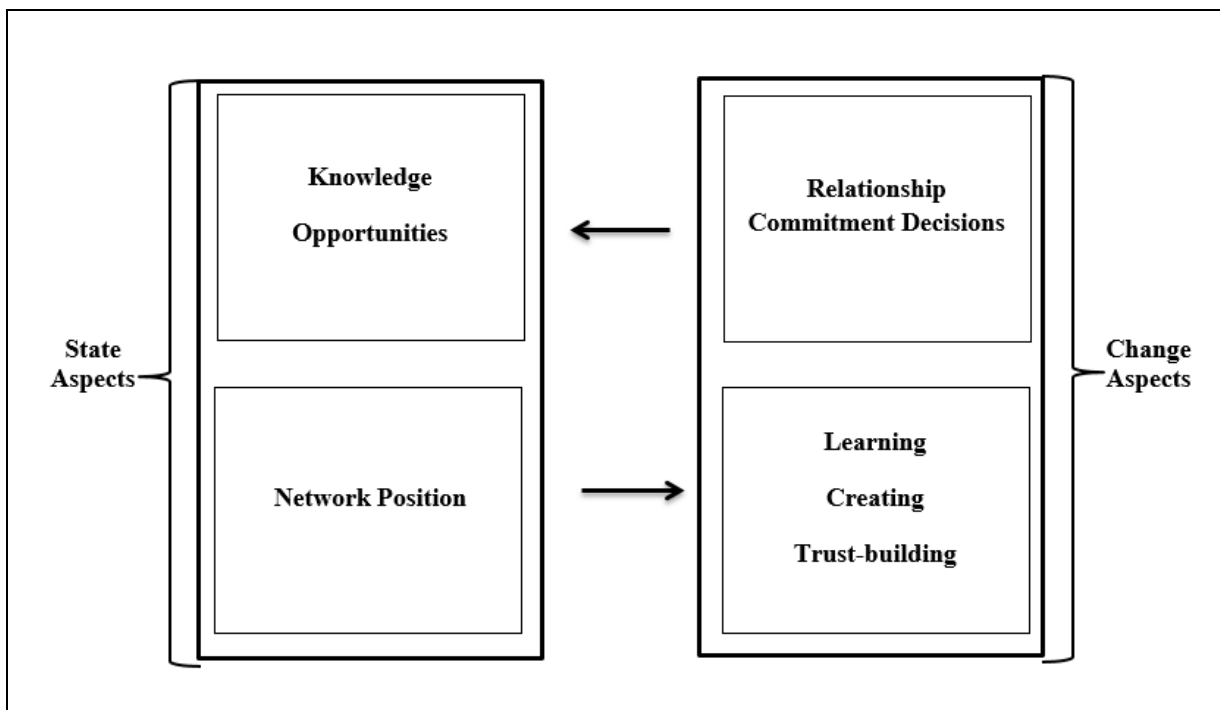 Knowledge
Opportunities
Relationship
Commitment Decisions
State
Aspects
Change
Aspects
Network Position
Learning
Creating
Trust-building